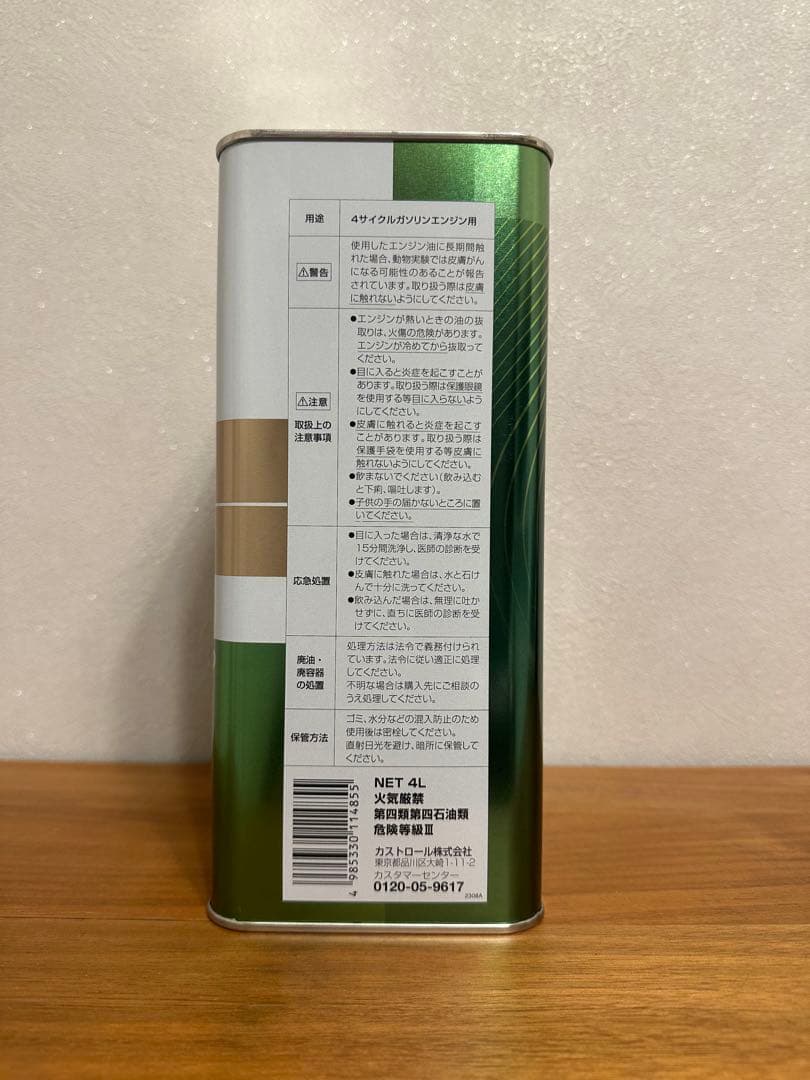 用途
4サイクルガソリンエンジン用
⚠警告
使用したエンジン油に長期間触
れた場合、動物実験では皮膚がん
になる可能性のあることが報告
されています。取り扱う際は皮膚
に触れないようにしてください。
⚠注意
取扱上の
注意事項
●エンジンが熱いときの油の抜
取りは、火傷の危険があります。
エンジンが冷めてから抜取って
ください。
●目に入ると炎症を起こすことが
あります。取り扱う際は保護眼鏡
を使用する等目に入らないよう
にしてください。
●皮膚に触れると炎症を起こす
ことがあります。取り扱う際は
保護手袋を使用する等皮膚に
触れないようにしてください。
●飲まないでください(飲み込む
と下痢、嘔吐します)。
●子供の手の届かないところに置
いてください。
応急処置
●目に入った場合は、清浄な水で
15分間洗浄し、医師の診断を受
けてください。
●皮膚に触れた場合は、水と石け
んで十分に洗ってください。
●飲み込んだ場合は、無理に吐か
せずに、直ちに医師の診断を受
けてください。
廃油・
廃容器
の処置
処理方法は法令で義務付けられ
ています。法令に従い適正に処理
してください。
不明な場合は購入先にご相談の
うえ処理してください。
保管方法
ゴミ、水分などの混入防止のため
使用後は密栓してください。
直射日光を避け、暗所に保管して
ください。
4 985330 114855
NET 4L
火気厳禁
第四類第四石油類
危険等級Ⅲ
カストロール株式会社
東京都品川区大崎1-11-2
カスタマーセンター
0120-05-9617
2308A